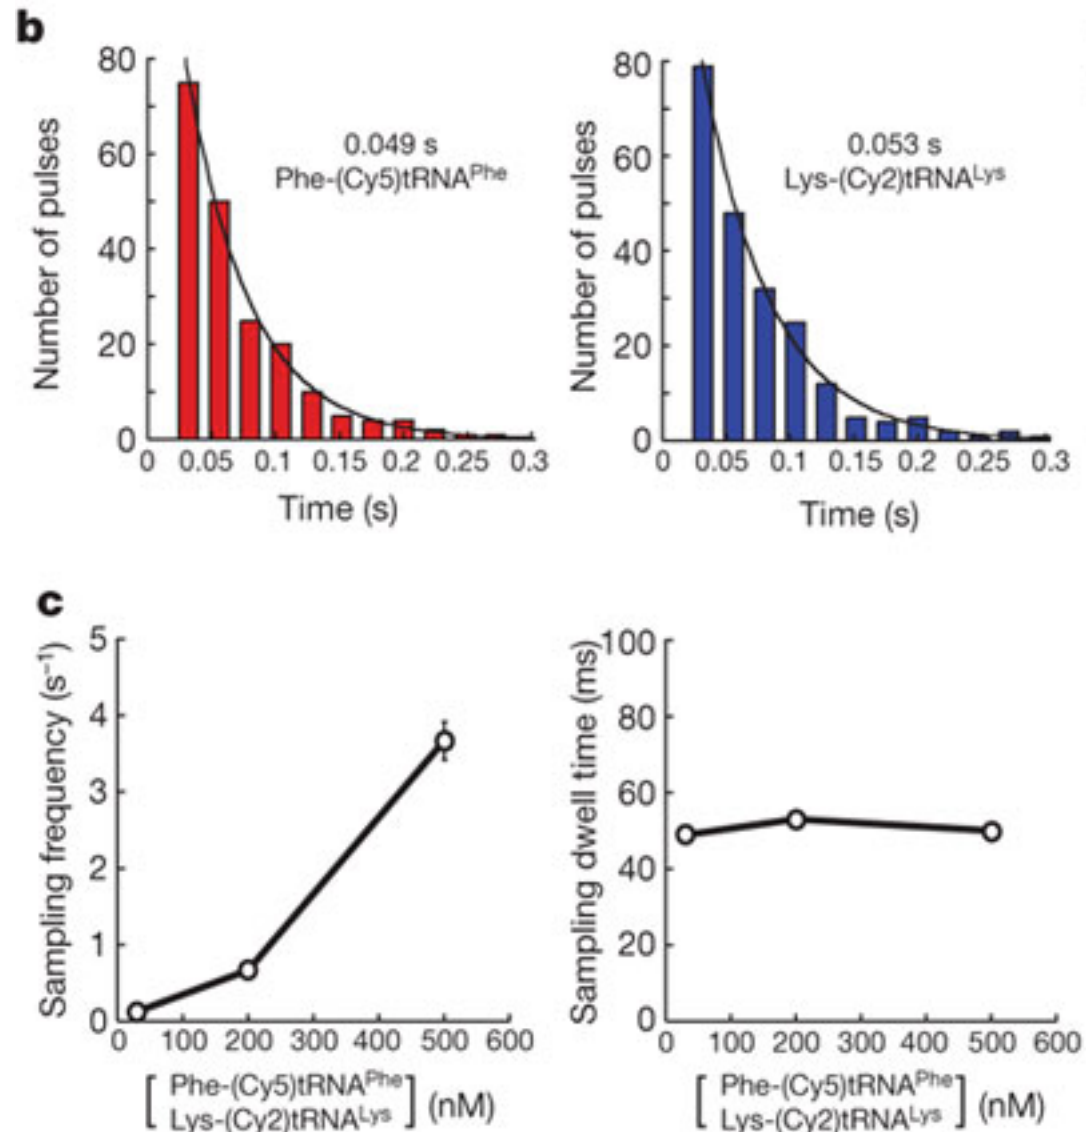 b
80
60
40
20
0
Number of pulses
0.049 s
Phe-(Cy5)tRNAPhe
0 0.05 0.1 0.15 0.2 0.25 0.3
Time (s)
80
60
40
20
0
Number of pulses
0.053 s
Lys-(Cy2)tRNALys
0 0.05 0.1 0.15 0.2 0.25 0.3
Time (s)
c
5
4
3
2
1
0
Sampling frequency (s⁻¹)
0 100 200 300 400 500 600
[ Phe-(Cy5)tRNAPhe
Lys-(Cy2)tRNALys ] (nM)
100
80
60
40
20
0
Sampling dwell time (ms)
0 100 200 300 400 500 600
[ Phe-(Cy5)tRNAPhe
Lys-(Cy2)tRNALys ] (nM)